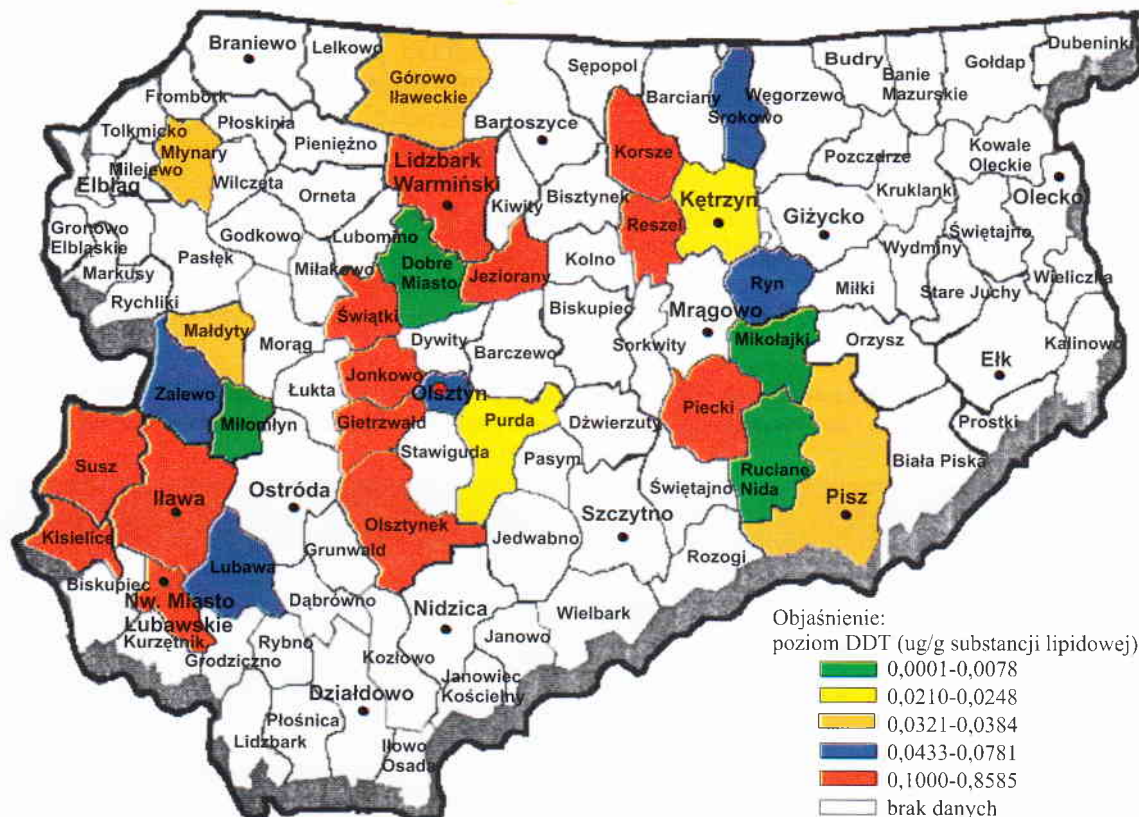 Braniewo
Lelkowo
Górowo
Iławeckie
Sępopol
Barciany
Węgorzewo
Srokowo
Budry
Banie
Mazurskie
Gołdap
Dubeninki
Frombork
Tolkmicko
Płoskinia
Młynary
Milejewo
Pieniężno
Bartoszyce
Korsze
Pozezdrze
Kowale
Oleckie
Elbląg
Wilczęta
Orneta
Lidzbark
Warmiński
Kiwity
Bisztynek
Reszel
Kętrzyn
Giżycko
Kruklanki
Olecko
Gronowo
Elbląskie
Pasłęk
Godkowo
Lubomino
Miłakowo
Dobre
Miasto
Jeziorany
Kolno
Wydminy
Świętajno
Markusy
Rychliki
Ryn
Miłki
Stare Juchy
Wieliczka
Małdyty
Morąg
Świątki
Dywity
Barczewo
Biskupiec
Sorkwity
Mrągowo
Mikołajki
Orzysz
Ełk
Kalinowo
Zalewo
Miłomłyn
Łukta
Jonkowo
Olsztyn
Gietrzwałd
Purda
Stawiguda
Dźwierzuty
Pasym
Piecki
Ruciane
Nida
Prostki
Biała Piska
Susz
Iława
Ostróda
Olsztynek
Szczytno
Świętajno
Pisz
Kisielice
Grunwald
Jedwabno
Rozogi
Biskupiec
Lubawa
Nw. Miasto
Lubawskie
Kurzętnik
Dąbrówno
Nidzica
Wielbark
Grodziczno
Rybno
Kozłowo
Janowo
Janowiec
Kościelny
Działdowo
Płośnica
Lidzbark
Iłowo
Osada
Objaśnienie:
poziom DDT (ug/g substancji lipidowej)
0,0001-0,0078
0,0210-0,0248
0,0321-0,0384
0,0433-0,0781
0,1000-0,8585
brak danych